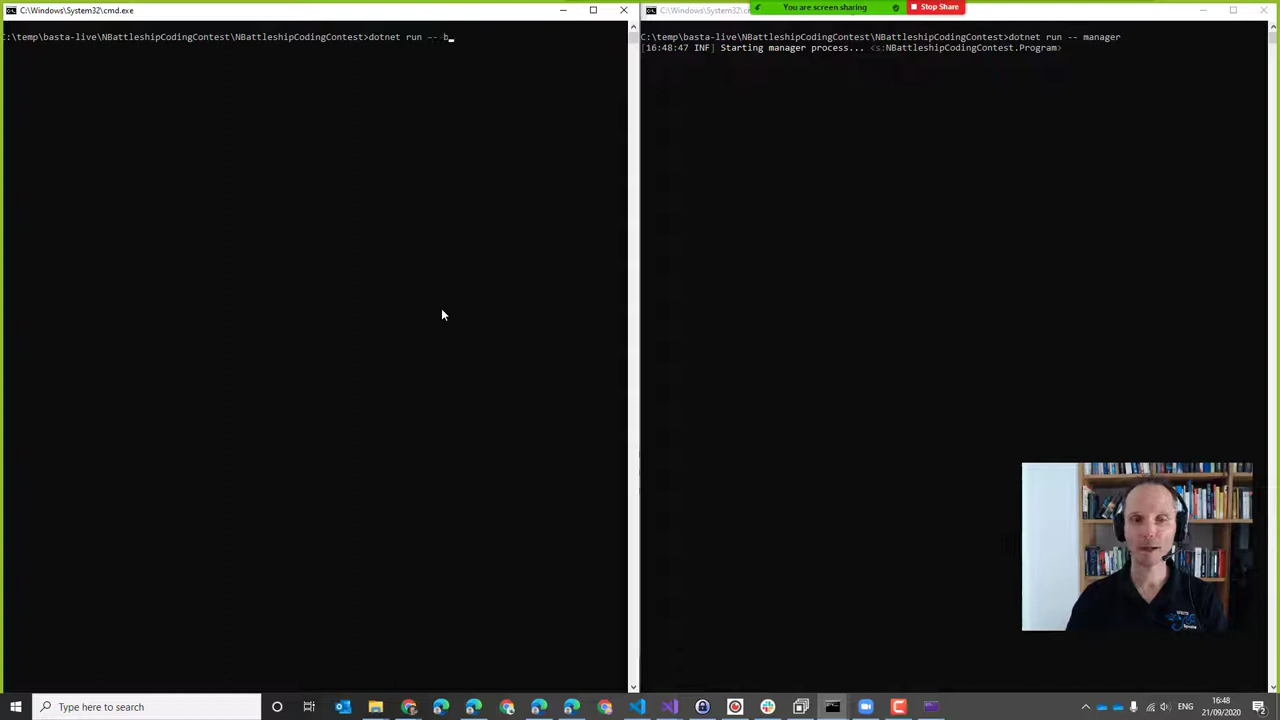 C:\Windows\System32\cmd.exe
You are screen sharing
Stop Share
C:\temp\basta-live\NBattleshipCodingContest\NBattleshipCodingContest>dotnet run -- b_
C:\temp\basta-live\NBattleshipCodingContest\NBattleshipCodingContest>dotnet run -- manager
[16:48:47 INF] Starting manager process... <s:NBattleshipCodingContest.Program>
Type here to search
ENG
16:48
21/09/2020